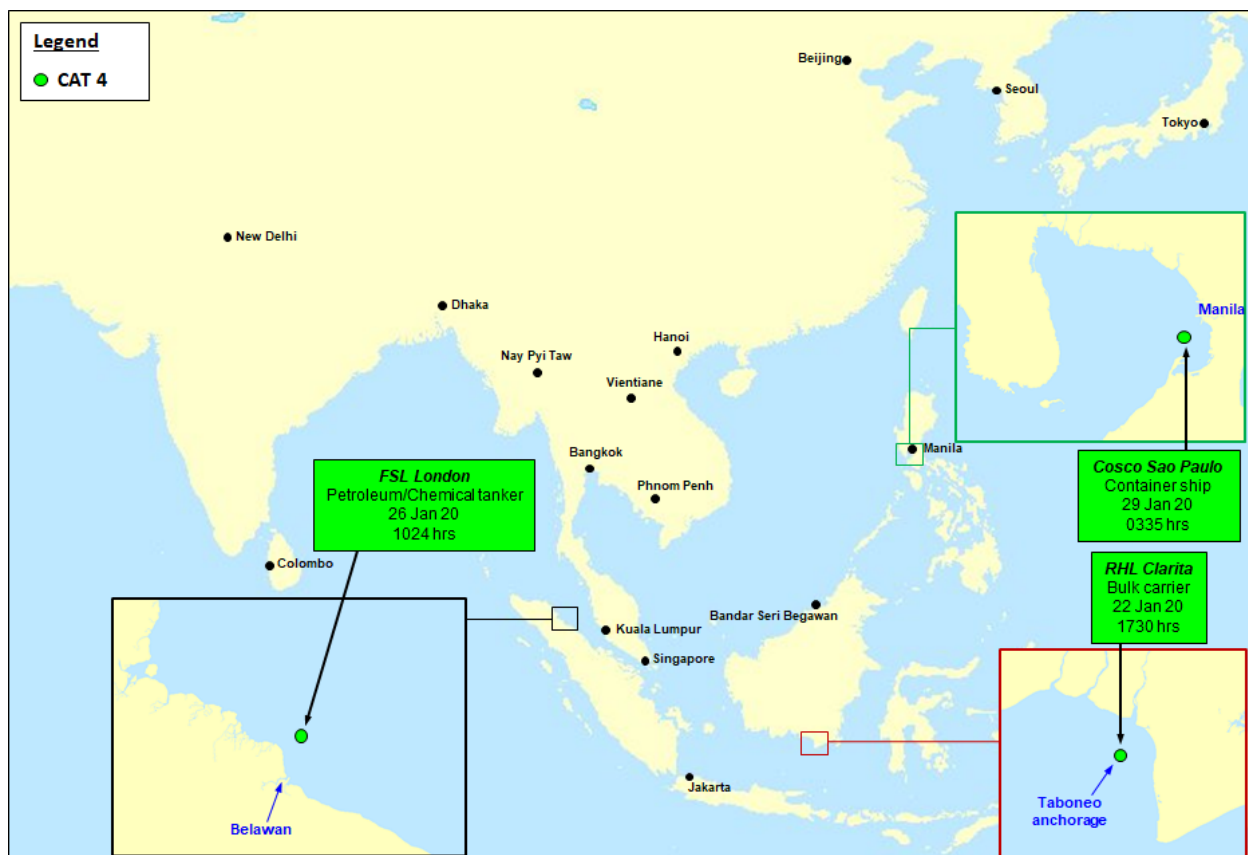 Legend
CAT 4
Beijing
Seoul
Tokyo
New Delhi
Dhaka
Hanoi
Nay Pyi Taw
Vientiane
Manila
Manila
Bangkok
Phnom Penh
FSL London
Petroleum/Chemical tanker
26 Jan 20
1024 hrs
Cosco Sao Paulo
Container ship
29 Jan 20
0335 hrs
Colombo
RHL Clarita
Bulk carrier
22 Jan 20
1730 hrs
Bandar Seri Begawan
Kuala Lumpur
Singapore
Jakarta
Belawan
Taboneo
anchorage